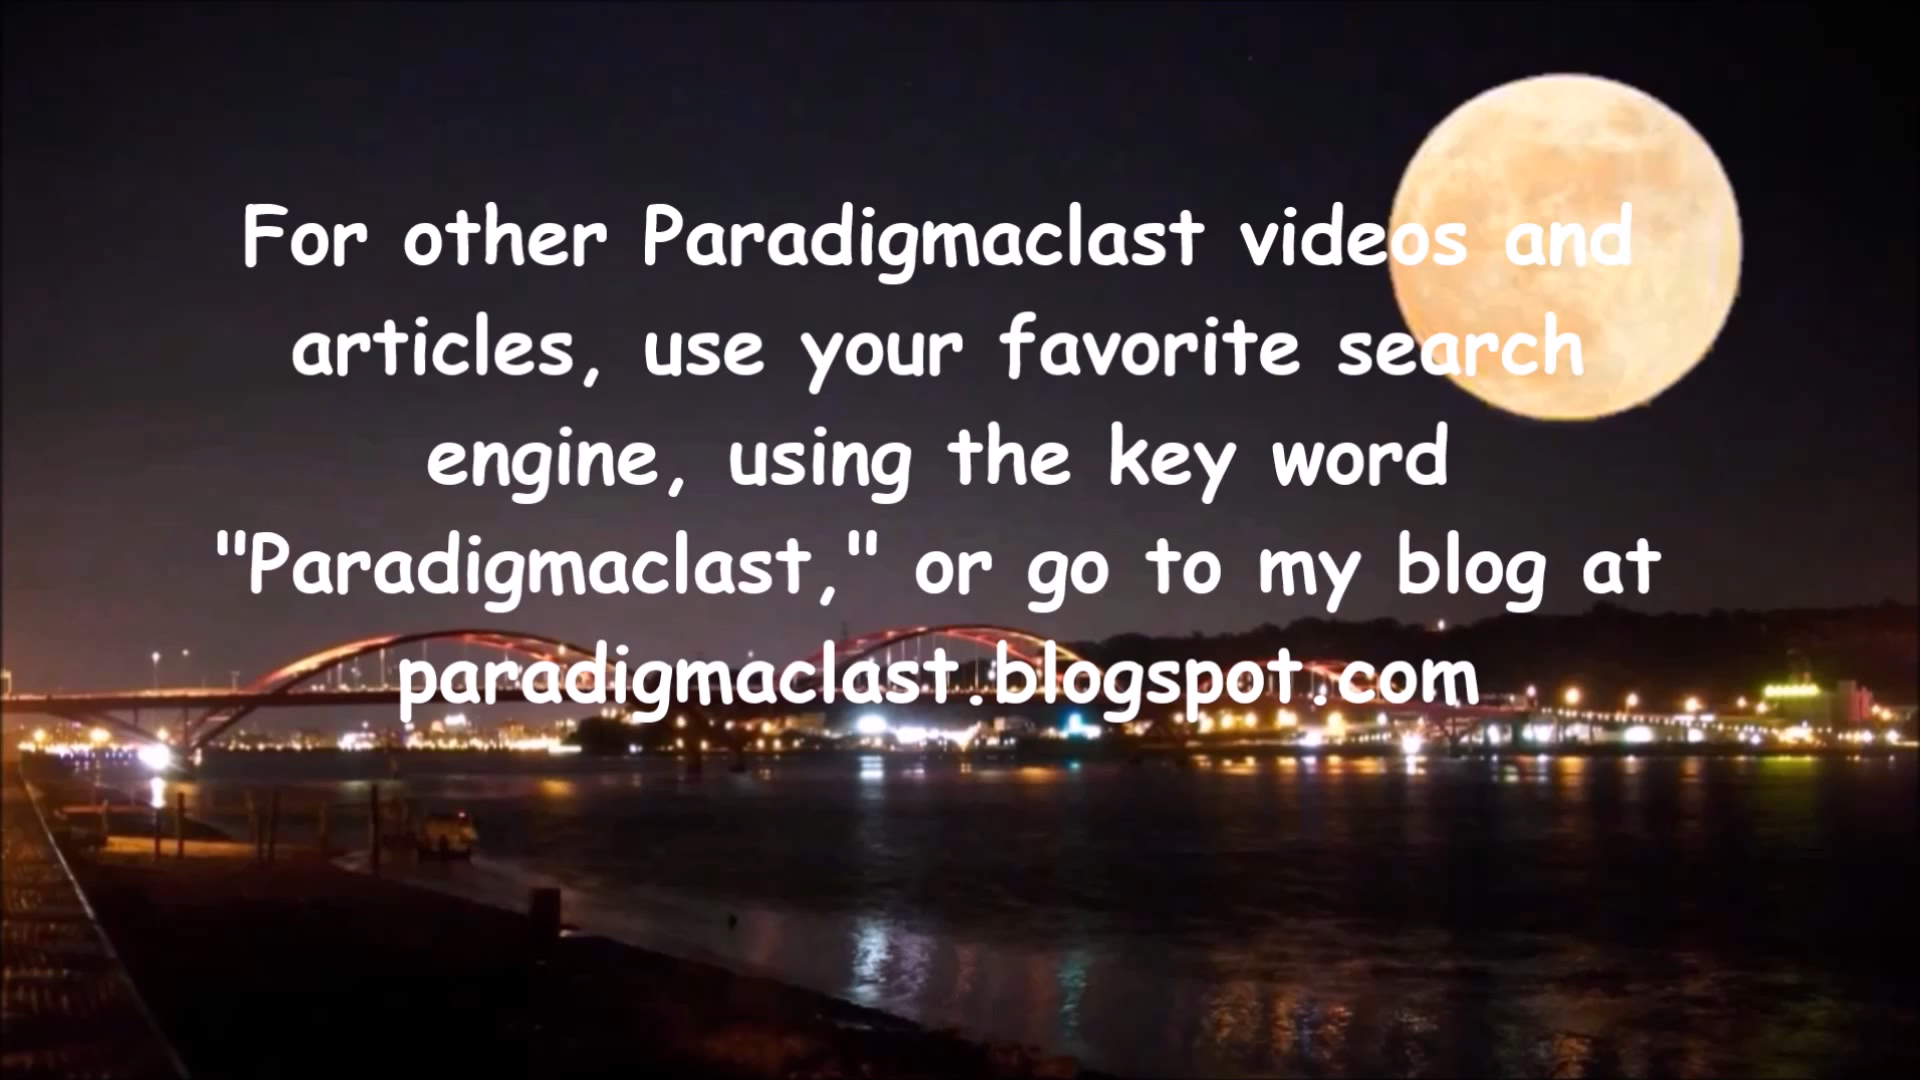 For other Paradigmaclast videos and
articles, use your favorite search
engine, using the key word
"Paradigmaclast," or go to my blog at
paradigmaclast.blogspot.com